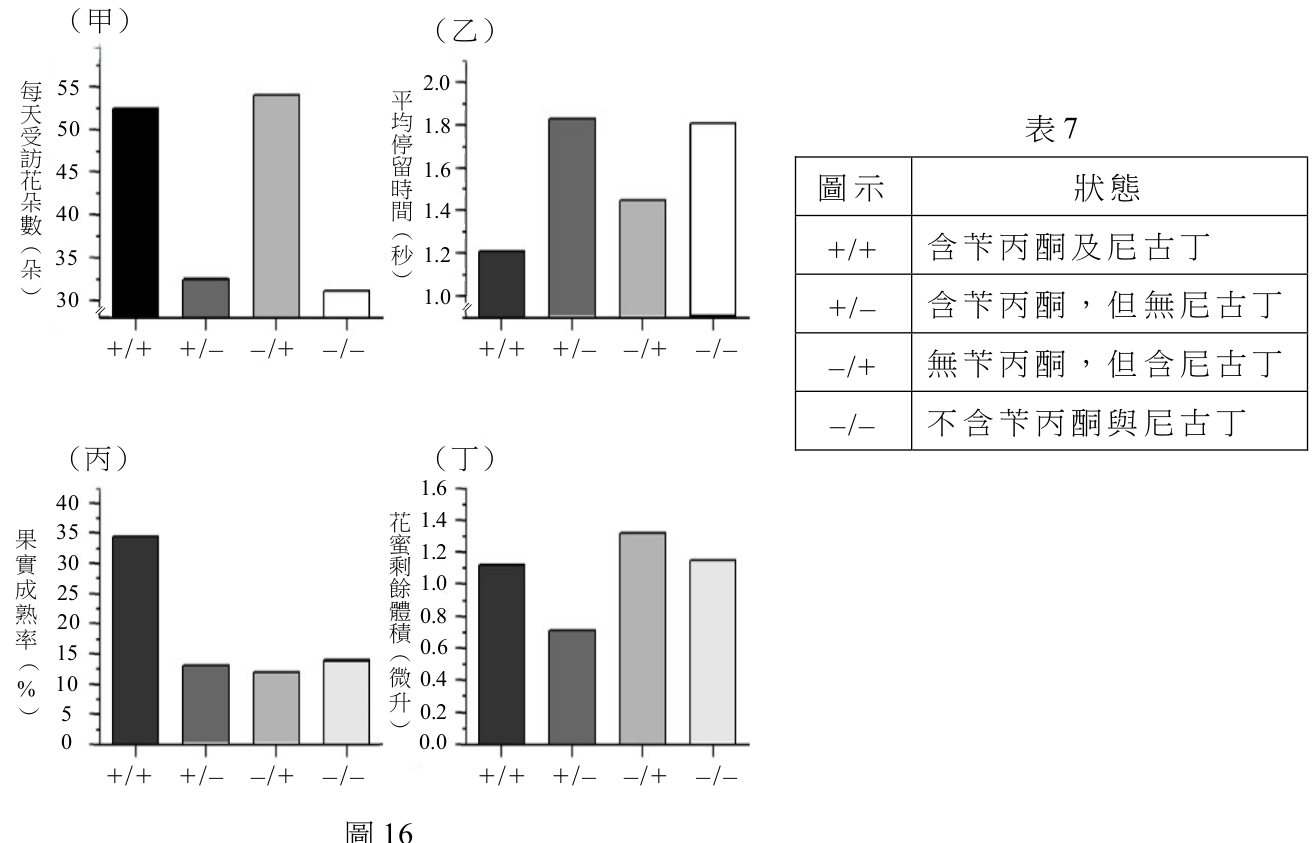 （甲）
每天受訪花朵數（朵）
55
50
45
40
35
30
+/+ +/– –/+ –/–
（乙）
平均停留時間（秒）
2.0
1.8
1.6
1.4
1.2
1.0
+/+ +/– –/+ –/–
表 7
圖示 狀態
+/+ 含苄丙酮及尼古丁
+/– 含苄丙酮，但無尼古丁
–/+ 無苄丙酮，但含尼古丁
–/– 不含苄丙酮與尼古丁
（丙）
果實成熟率（%）
40
35
30
25
20
15
10
5
0
+/+ +/– –/+ –/–
（丁）
花蜜剩餘體積（微升）
1.6
1.4
1.2
1.0
0.8
0.6
0.4
0.2
0.0
+/+ +/– –/+ –/–
圖 16